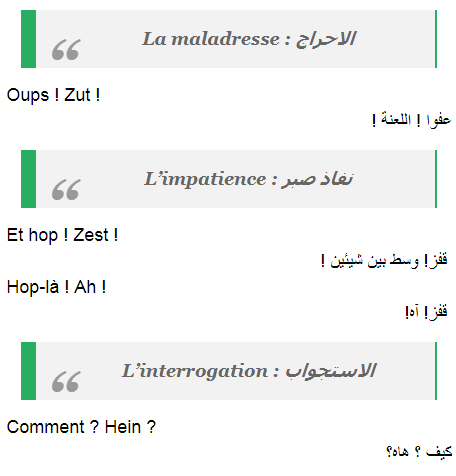 La maladresse : الاحراج
Oups ! Zut !
عفوا ! اللعنة !
L’impatience : نفاذ صبر
Et hop ! Zest !
قفز! وسط بين شيئين !
Hop-là ! Ah !
قفز! آه!
L’interrogation : الاستجواب
Comment ? Hein ?
كيف ؟ هاه؟